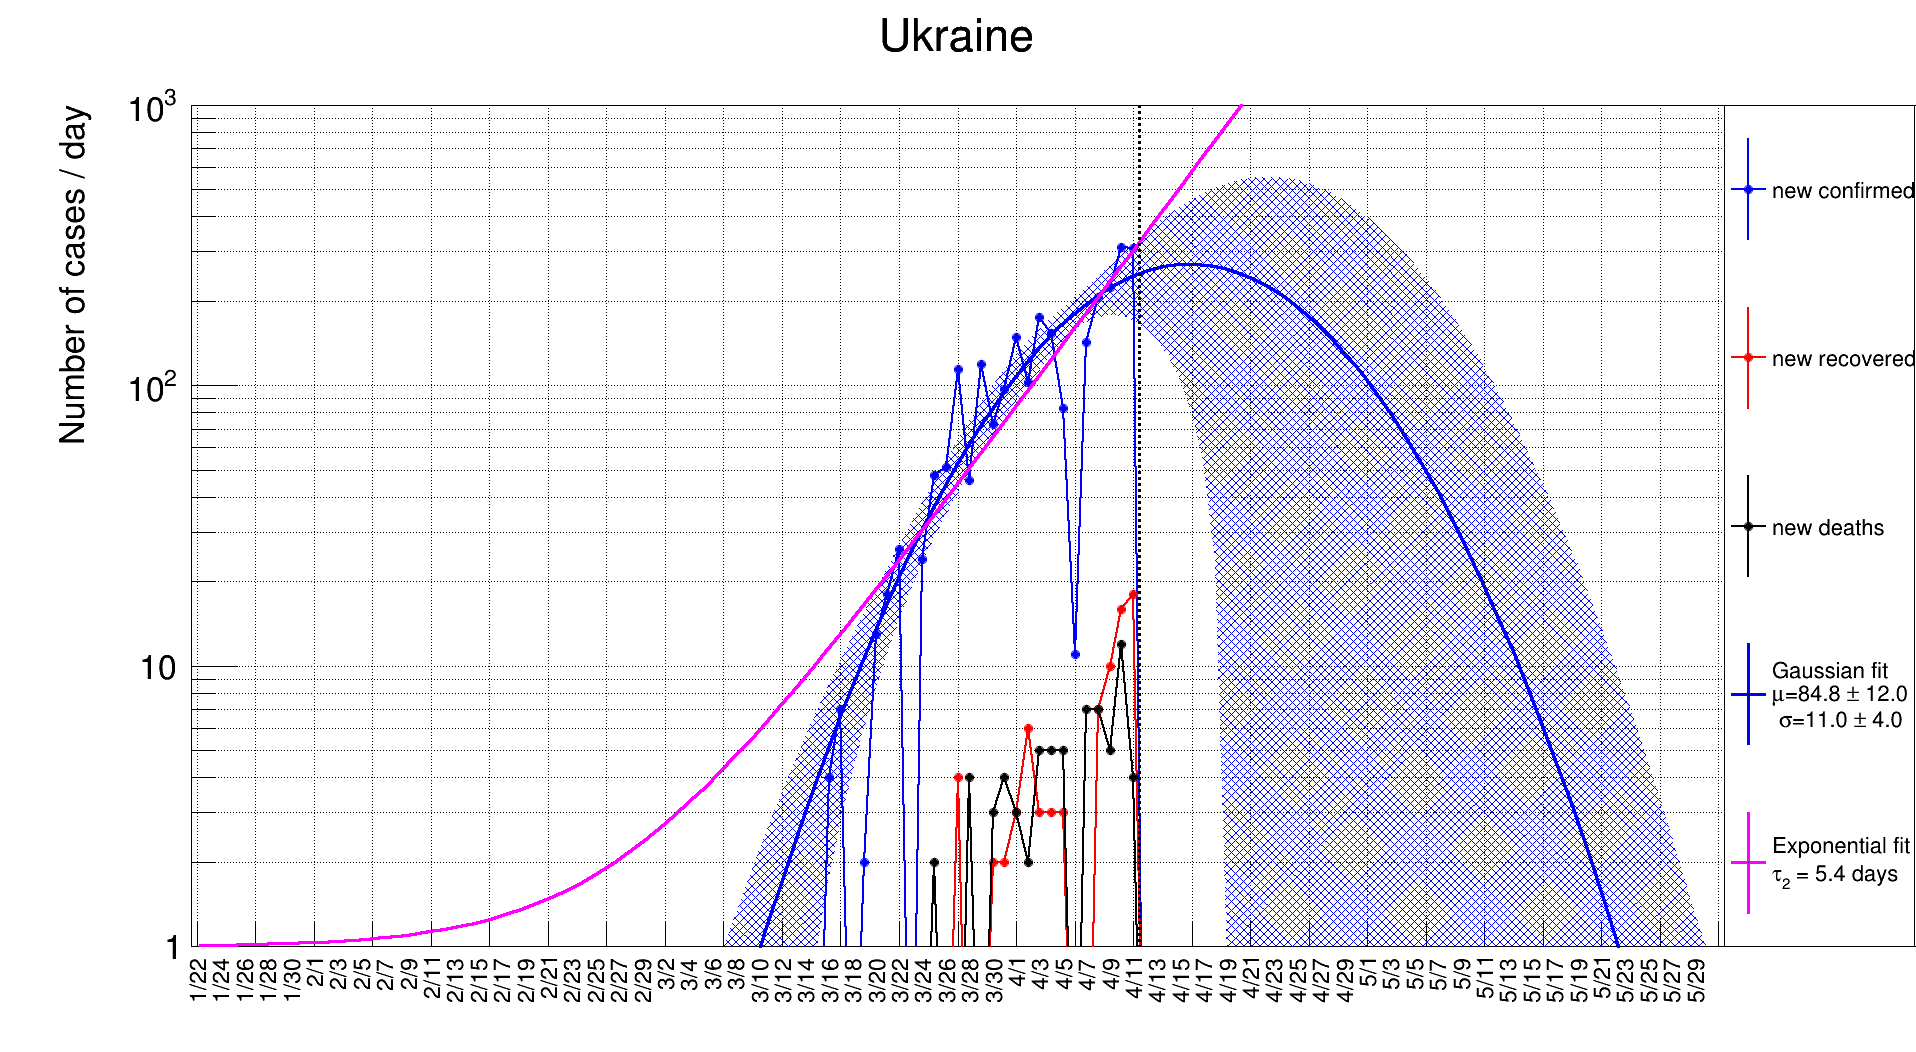 Ukraine
Number of cases / day
10³
10²
10
1
1/22 1/24 1/26 1/28 1/30 2/1 2/3 2/5 2/7 2/9 2/11 2/13 2/15 2/17 2/19 2/21 2/23 2/25 2/27 2/29 3/2 3/4 3/6 3/8 3/10 3/12 3/14 3/16 3/18 3/20 3/22 3/24 3/26 3/28 3/30 4/1 4/3 4/5 4/7 4/9 4/11 4/13 4/15 4/17 4/19 4/21 4/23 4/25 4/27 4/29 5/1 5/3 5/5 5/7 5/9 5/11 5/13 5/15 5/17 5/19 5/21 5/23 5/25 5/27 5/29
new confirmed
new recovered
new deaths
Gaussian fit
μ=84.8 ± 12.0
σ=11.0 ± 4.0
Exponential fit
τ₂ = 5.4 days